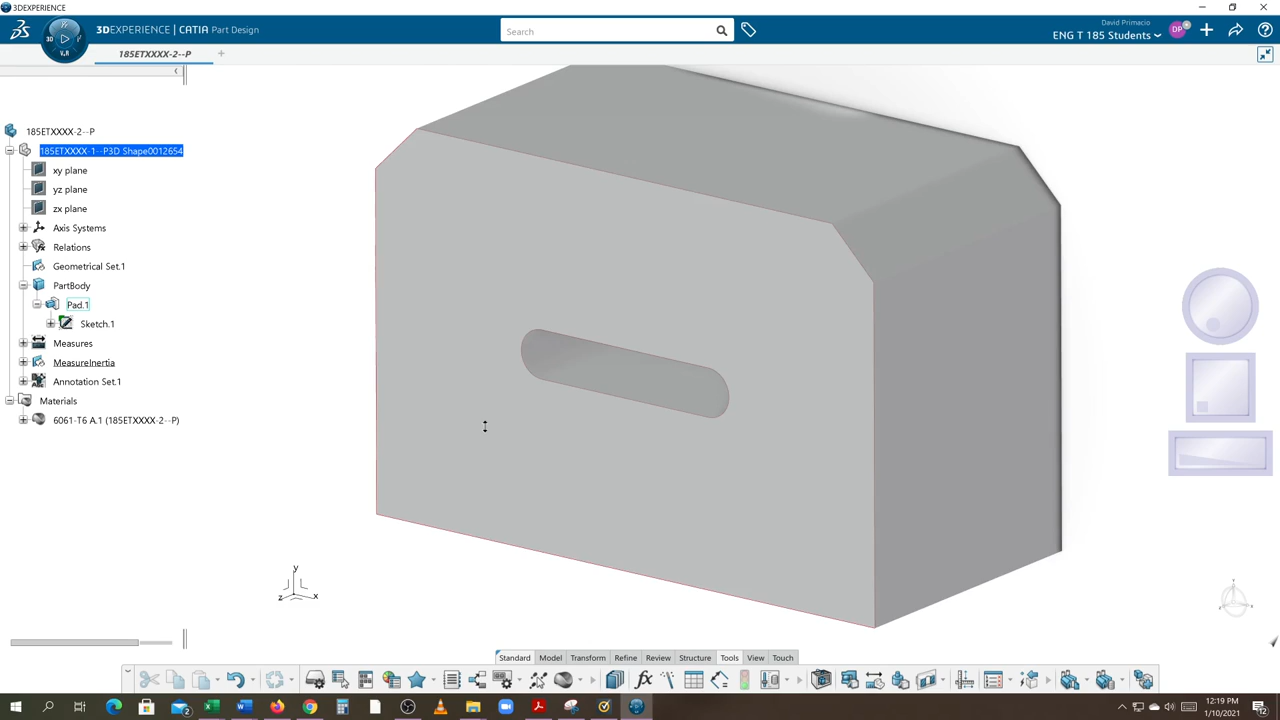 3DEXPERIENCE
3DEXPERIENCE | CATIA Part Design
Search
David Primacio
ENG T 185 Students
DP
3D
V,R
185ETXXXX-2--P
185ETXXXX-2--P
185ETXXXX-1--P3D Shape0012654
xy plane
yz plane
zx plane
Axis Systems
Relations
Geometrical Set.1
PartBody
Pad.1
Sketch.1
Measures
MeasureInertia
Annotation Set.1
Materials
6061-T6 A.1 (185ETXXXX-2--P)
y
z
x
Standard
Model
Transform
Refine
Review
Structure
Tools
View
Touch
12:19 PM
1/10/2021